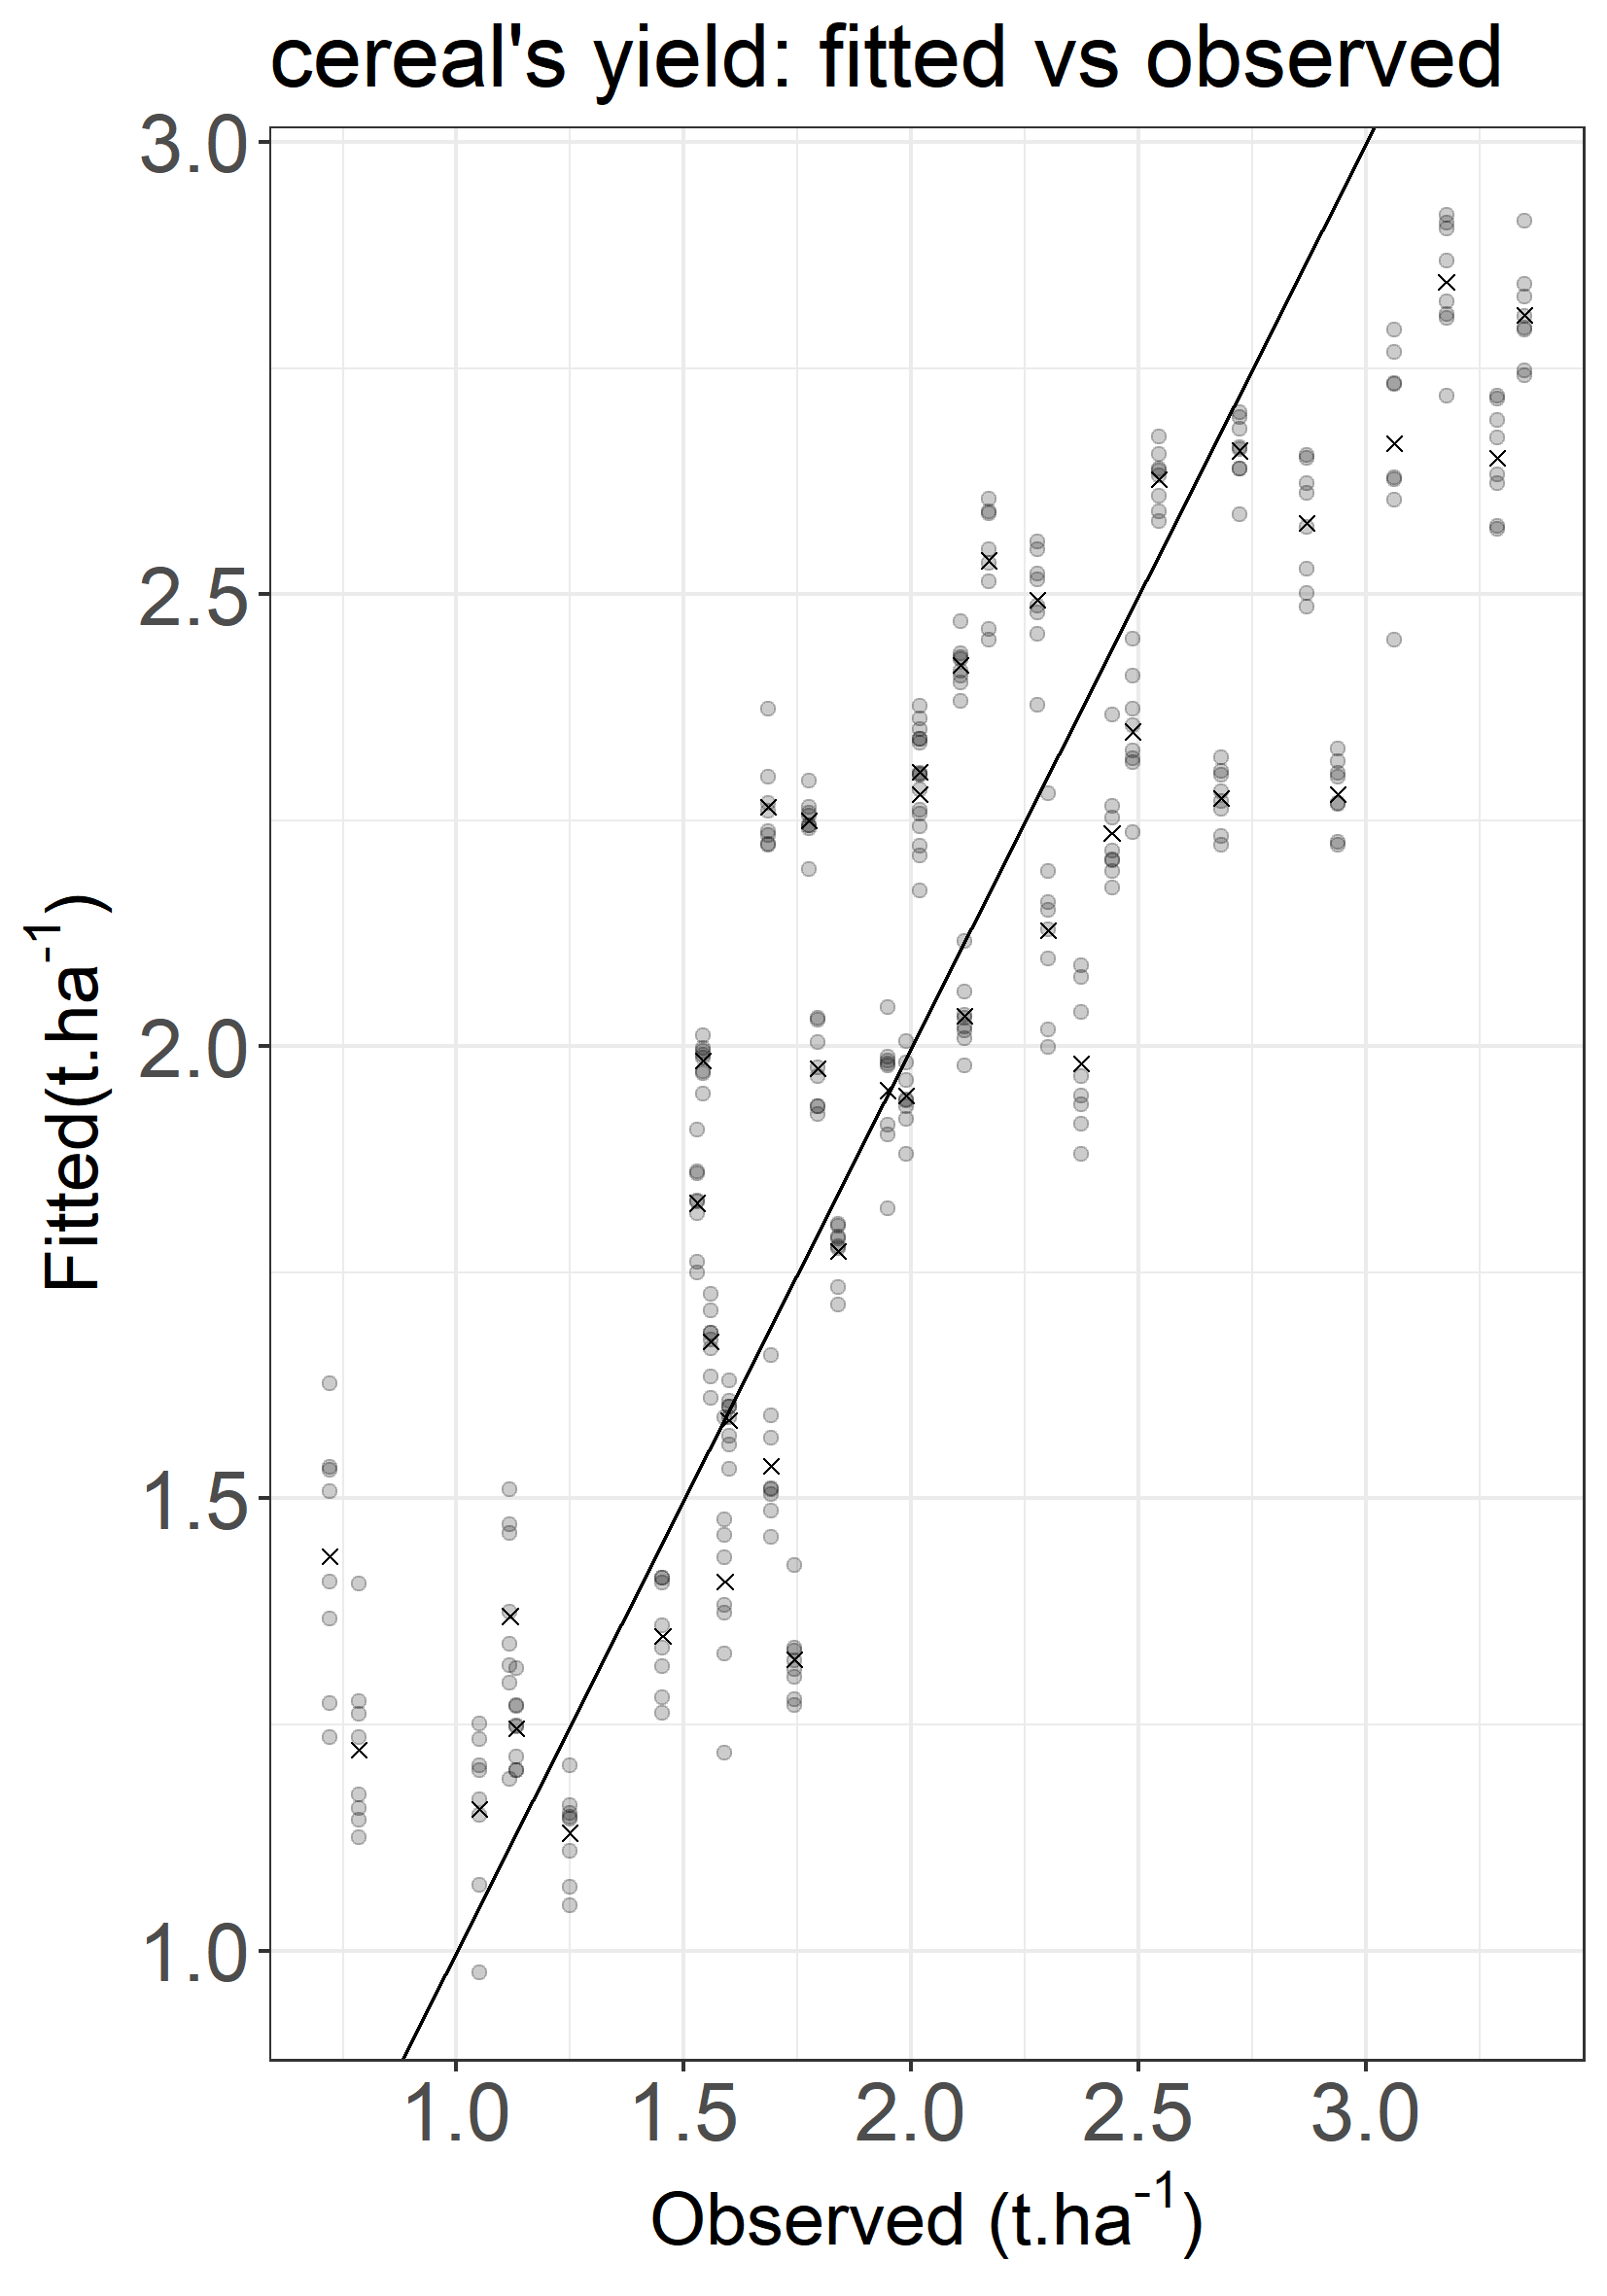 cereal's yield: fitted vs observed
3.0
2.5
2.0
1.5
1.0
Fitted(t.ha⁻¹)
1.0 1.5 2.0 2.5 3.0
Observed (t.ha⁻¹)